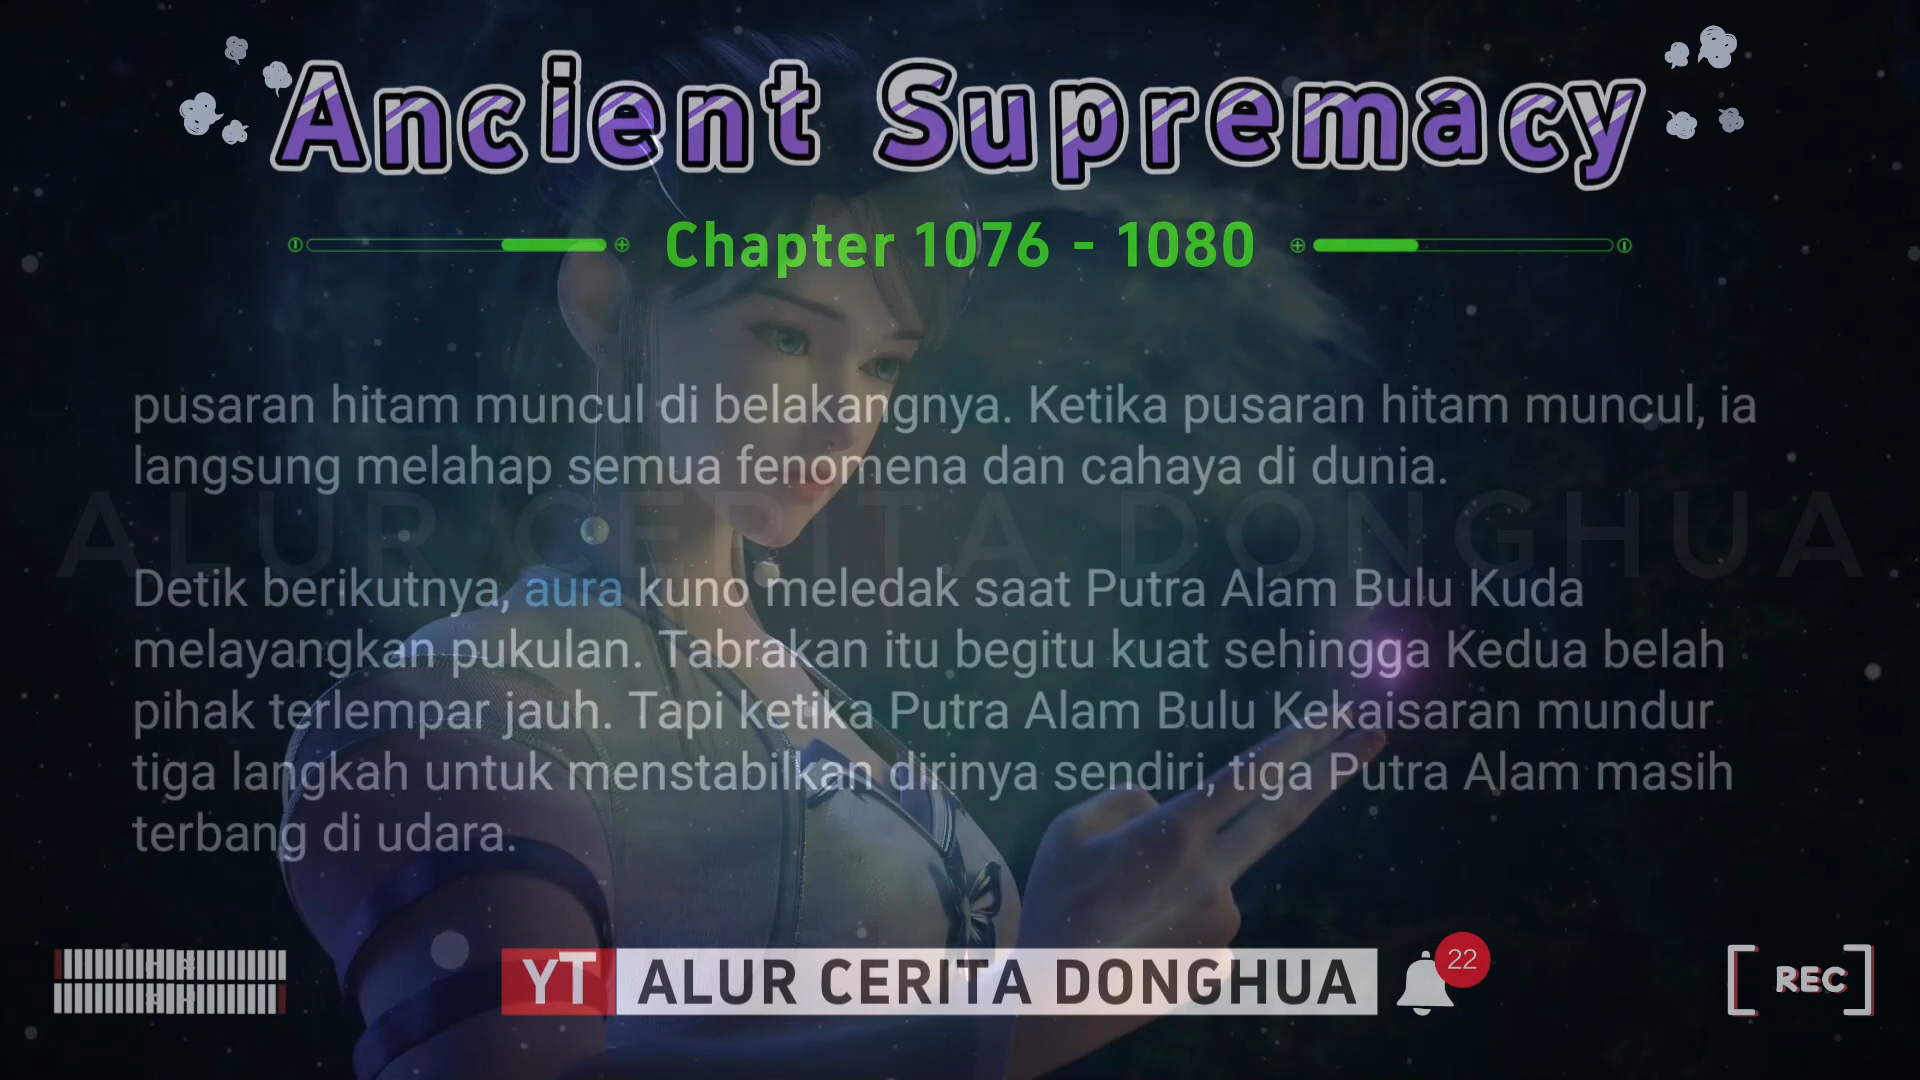 Ancient Supremacy
Chapter 1076 - 1080
pusaran hitam muncul di belakangnya. Ketika pusaran hitam muncul, ia
langsung melahap semua fenomena dan cahaya di dunia.
ALUR CERITA DONGHUA
Detik berikutnya, aura kuno meledak saat Putra Alam Bulu Kuda
melayangkan pukulan. Tabrakan itu begitu kuat sehingga Kedua belah
pihak terlempar jauh. Tapi ketika Putra Alam Bulu Kekaisaran mundur
tiga langkah untuk menstabilkan dirinya sendiri, tiga Putra Alam masih
terbang di udara.
YT ALUR CERITA DONGHUA 22
REC